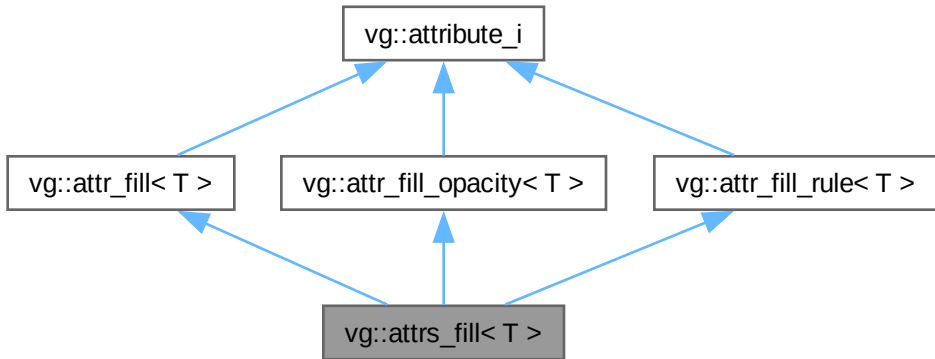 vg::attribute_i
vg::attr_fill< T >
vg::attr_fill_opacity< T >
vg::attr_fill_rule< T >
vg::attrs_fill< T >